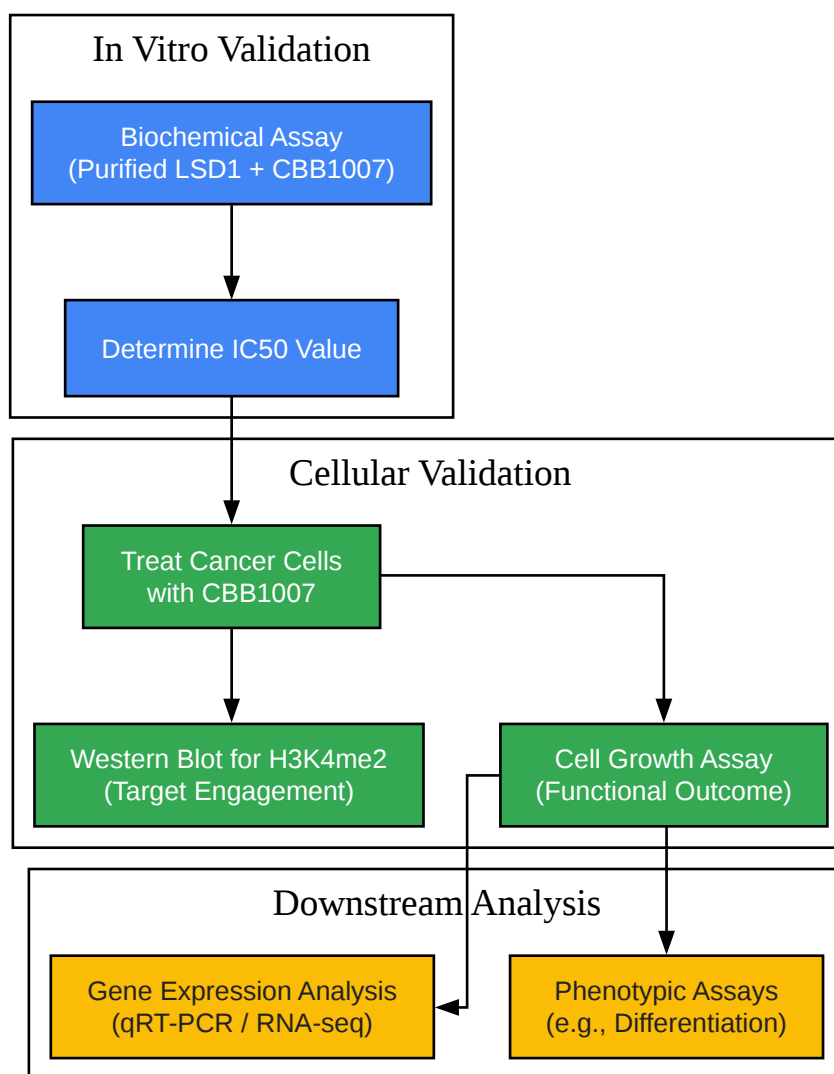 In Vitro Validation
Biochemical Assay
(Purified LSD1 + CBB1007)
Determine IC50 Value
Cellular Validation
Treat Cancer Cells
with CBB1007
Western Blot for H3K4me2
(Target Engagement)
Cell Growth Assay
(Functional Outcome)
Downstream Analysis
Gene Expression Analysis
(qRT-PCR / RNA-seq)
Phenotypic Assays
(e.g., Differentiation)